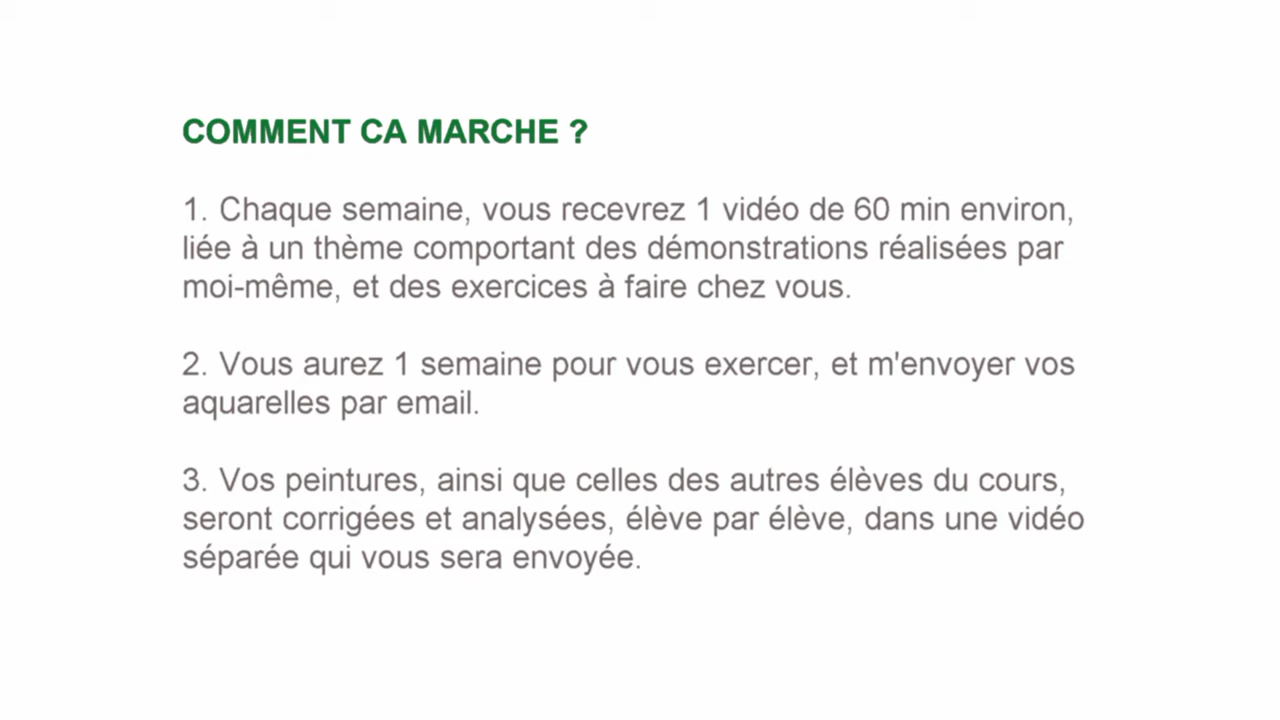 COMMENT CA MARCHE ?
1. Chaque semaine, vous recevrez 1 vidéo de 60 min environ,
liée à un thème comportant des démonstrations réalisées par
moi-même, et des exercices à faire chez vous.
2. Vous aurez 1 semaine pour vous exercer, et m'envoyer vos
aquarelles par email.
3. Vos peintures, ainsi que celles des autres élèves du cours,
seront corrigées et analysées, élève par élève, dans une vidéo
séparée qui vous sera envoyée.